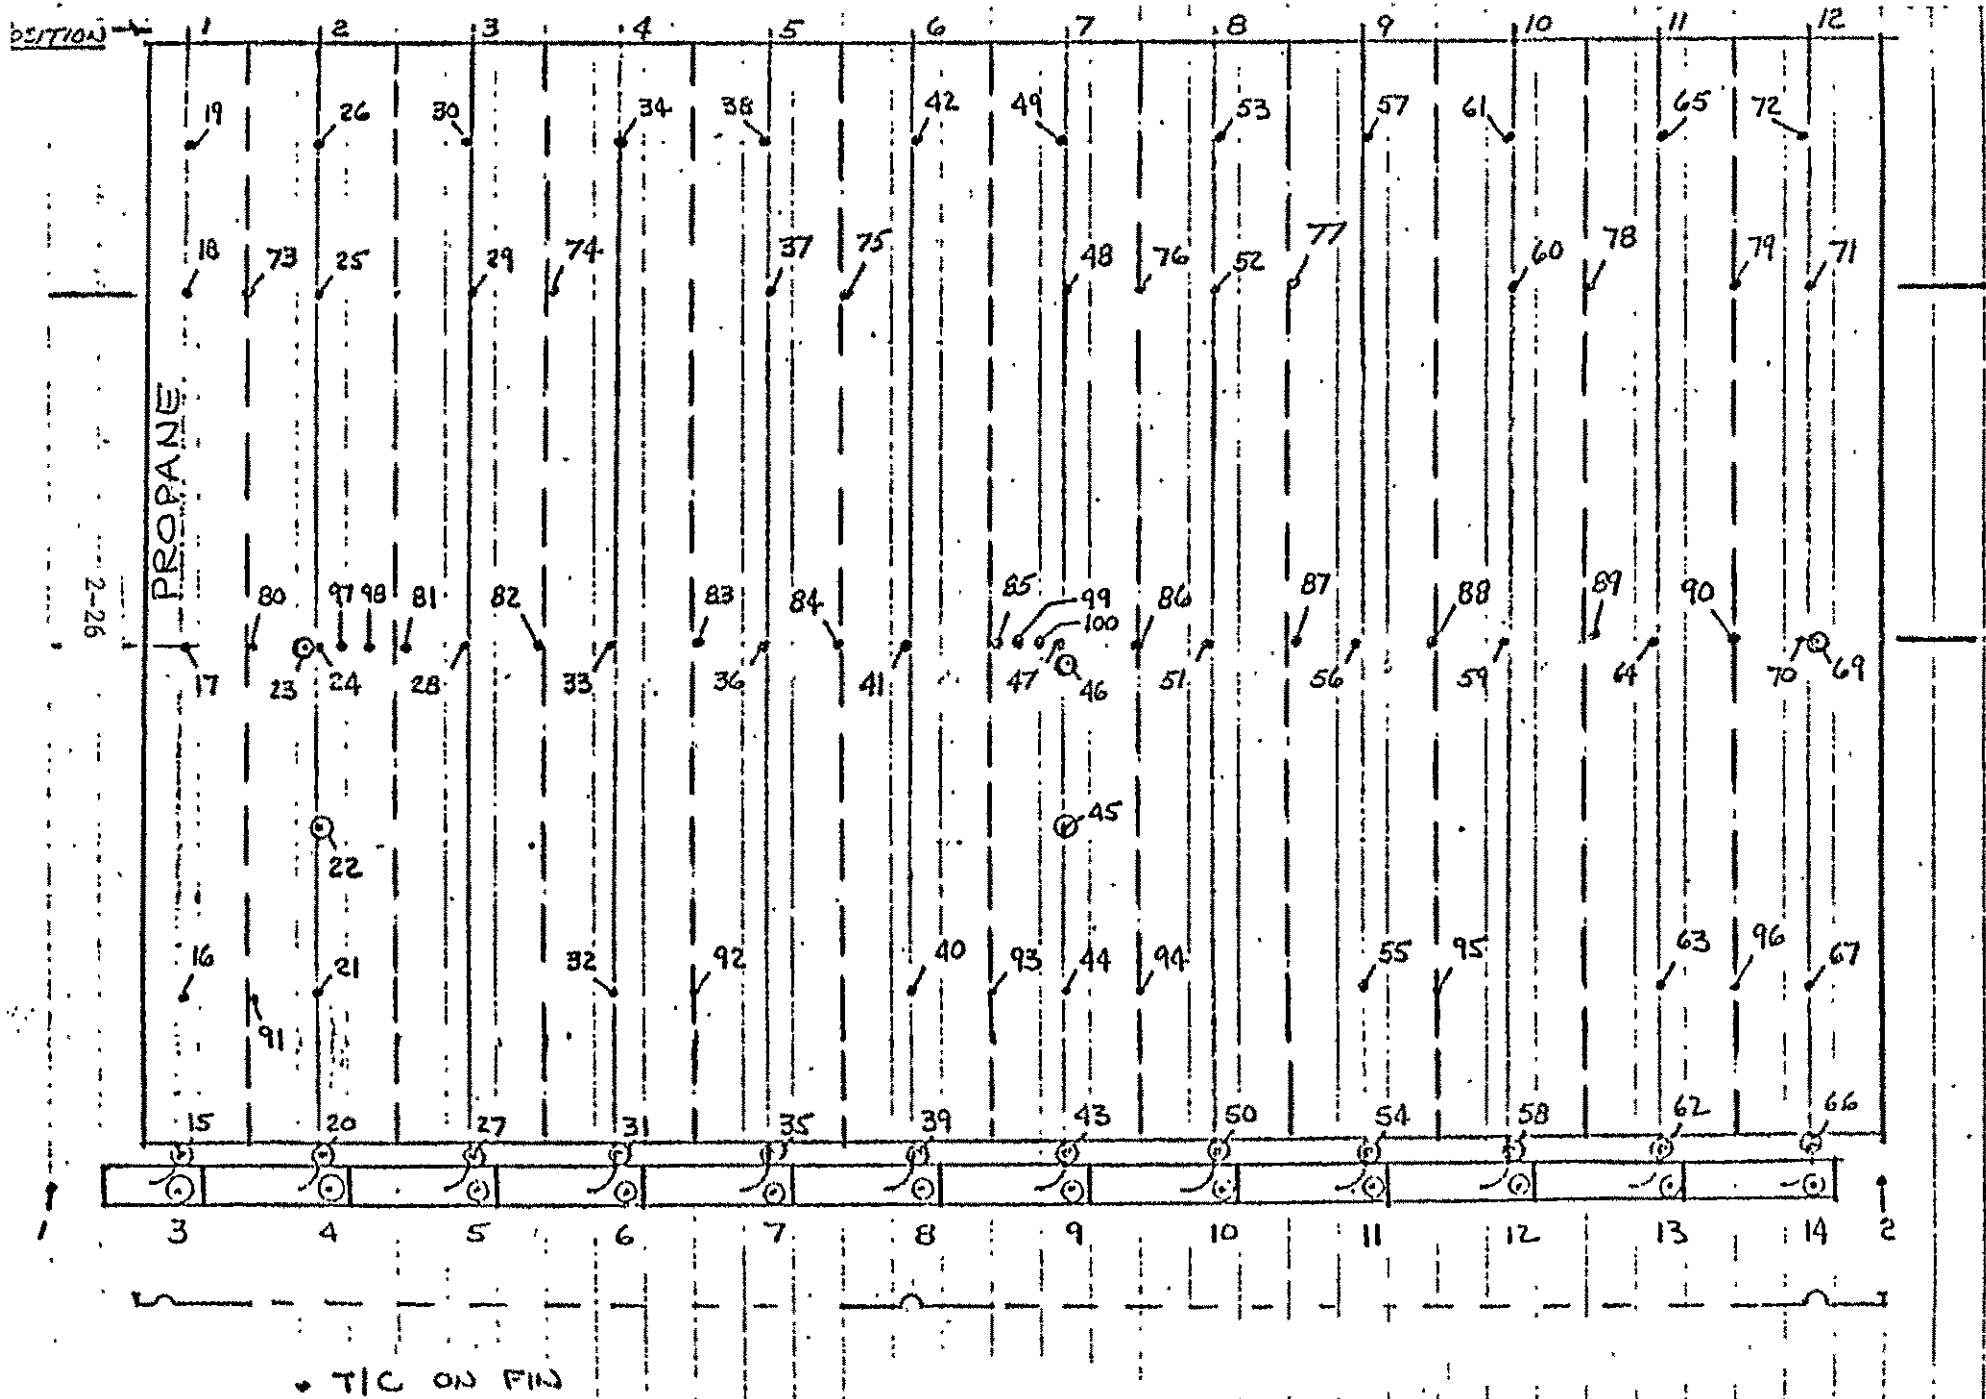 OSITION 1 2 3 4 5 6 7 8 9 10 11 12
19 26 30 34 38 42 49 53 57 61 65 72
18 73 25 29 74 37 75 48 76 52 77 60 78 79 71
PROPANE
2-26
80 97 98 81 82 83 84 85 99 86 87 88 89 90
100
17 23 24 28 33 36 41 47 46 51 56 59 64 70 69
45
22
16 21 32 92 40 93 44 94 55 95 63 96 67
91
15 20 27 31 35 39 43 50 54 58 62 66
1 3 4 5 6 7 8 9 10 11 12 13 14 2
• T/C ON FIN